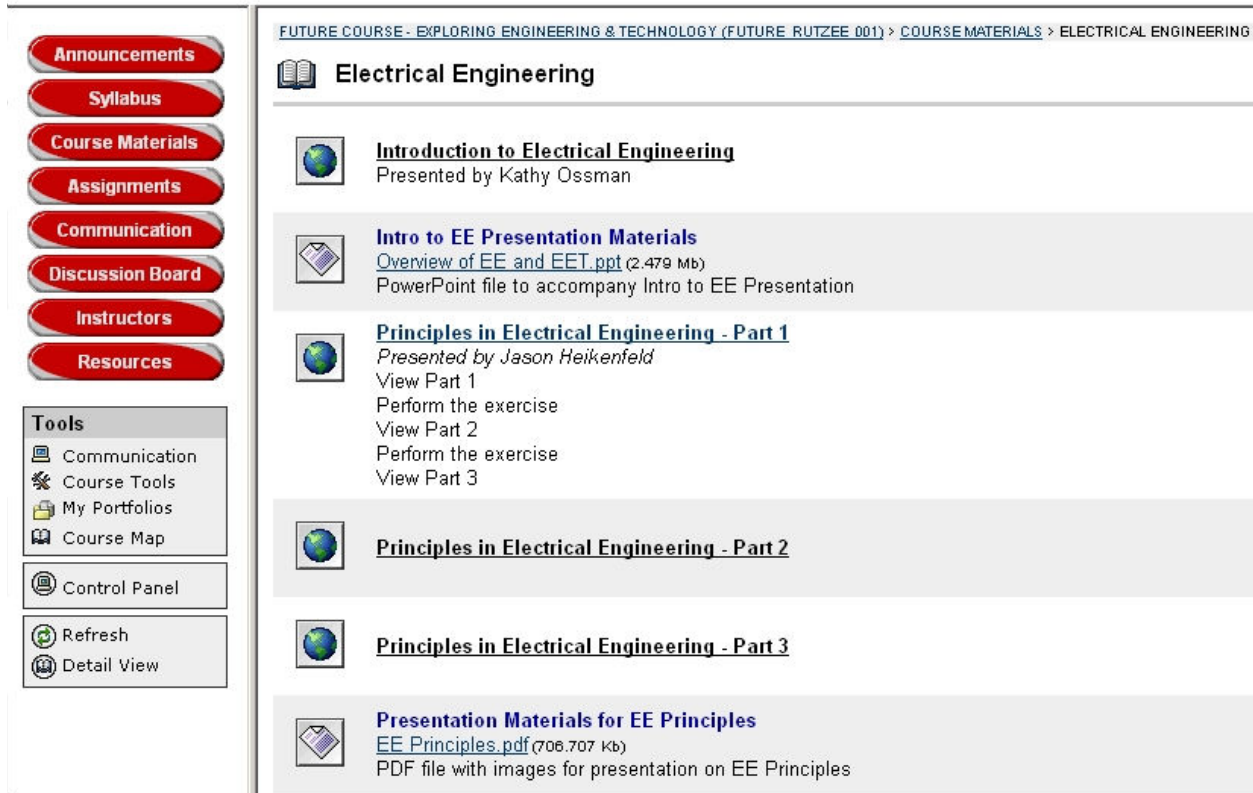 Announcements
Syllabus
Course Materials
Assignments
Communication
Discussion Board
Instructors
Resources
Tools
Communication
Course Tools
My Portfolios
Course Map
Control Panel
Refresh
Detail View
FUTURE COURSE - EXPLORING ENGINEERING & TECHNOLOGY (FUTURE_RUTZEE_001) > COURSE MATERIALS > ELECTRICAL ENGINEERING
Electrical Engineering
Introduction to Electrical Engineering
Presented by Kathy Ossman
Intro to EE Presentation Materials
Overview of EE and EET.ppt (2.479 Mb)
PowerPoint file to accompany Intro to EE Presentation
Principles in Electrical Engineering - Part 1
Presented by Jason Heikenfeld
View Part 1
Perform the exercise
View Part 2
Perform the exercise
View Part 3
Principles in Electrical Engineering - Part 2
Principles in Electrical Engineering - Part 3
Presentation Materials for EE Principles
EE Principles.pdf (706.707 Kb)
PDF file with images for presentation on EE Principles